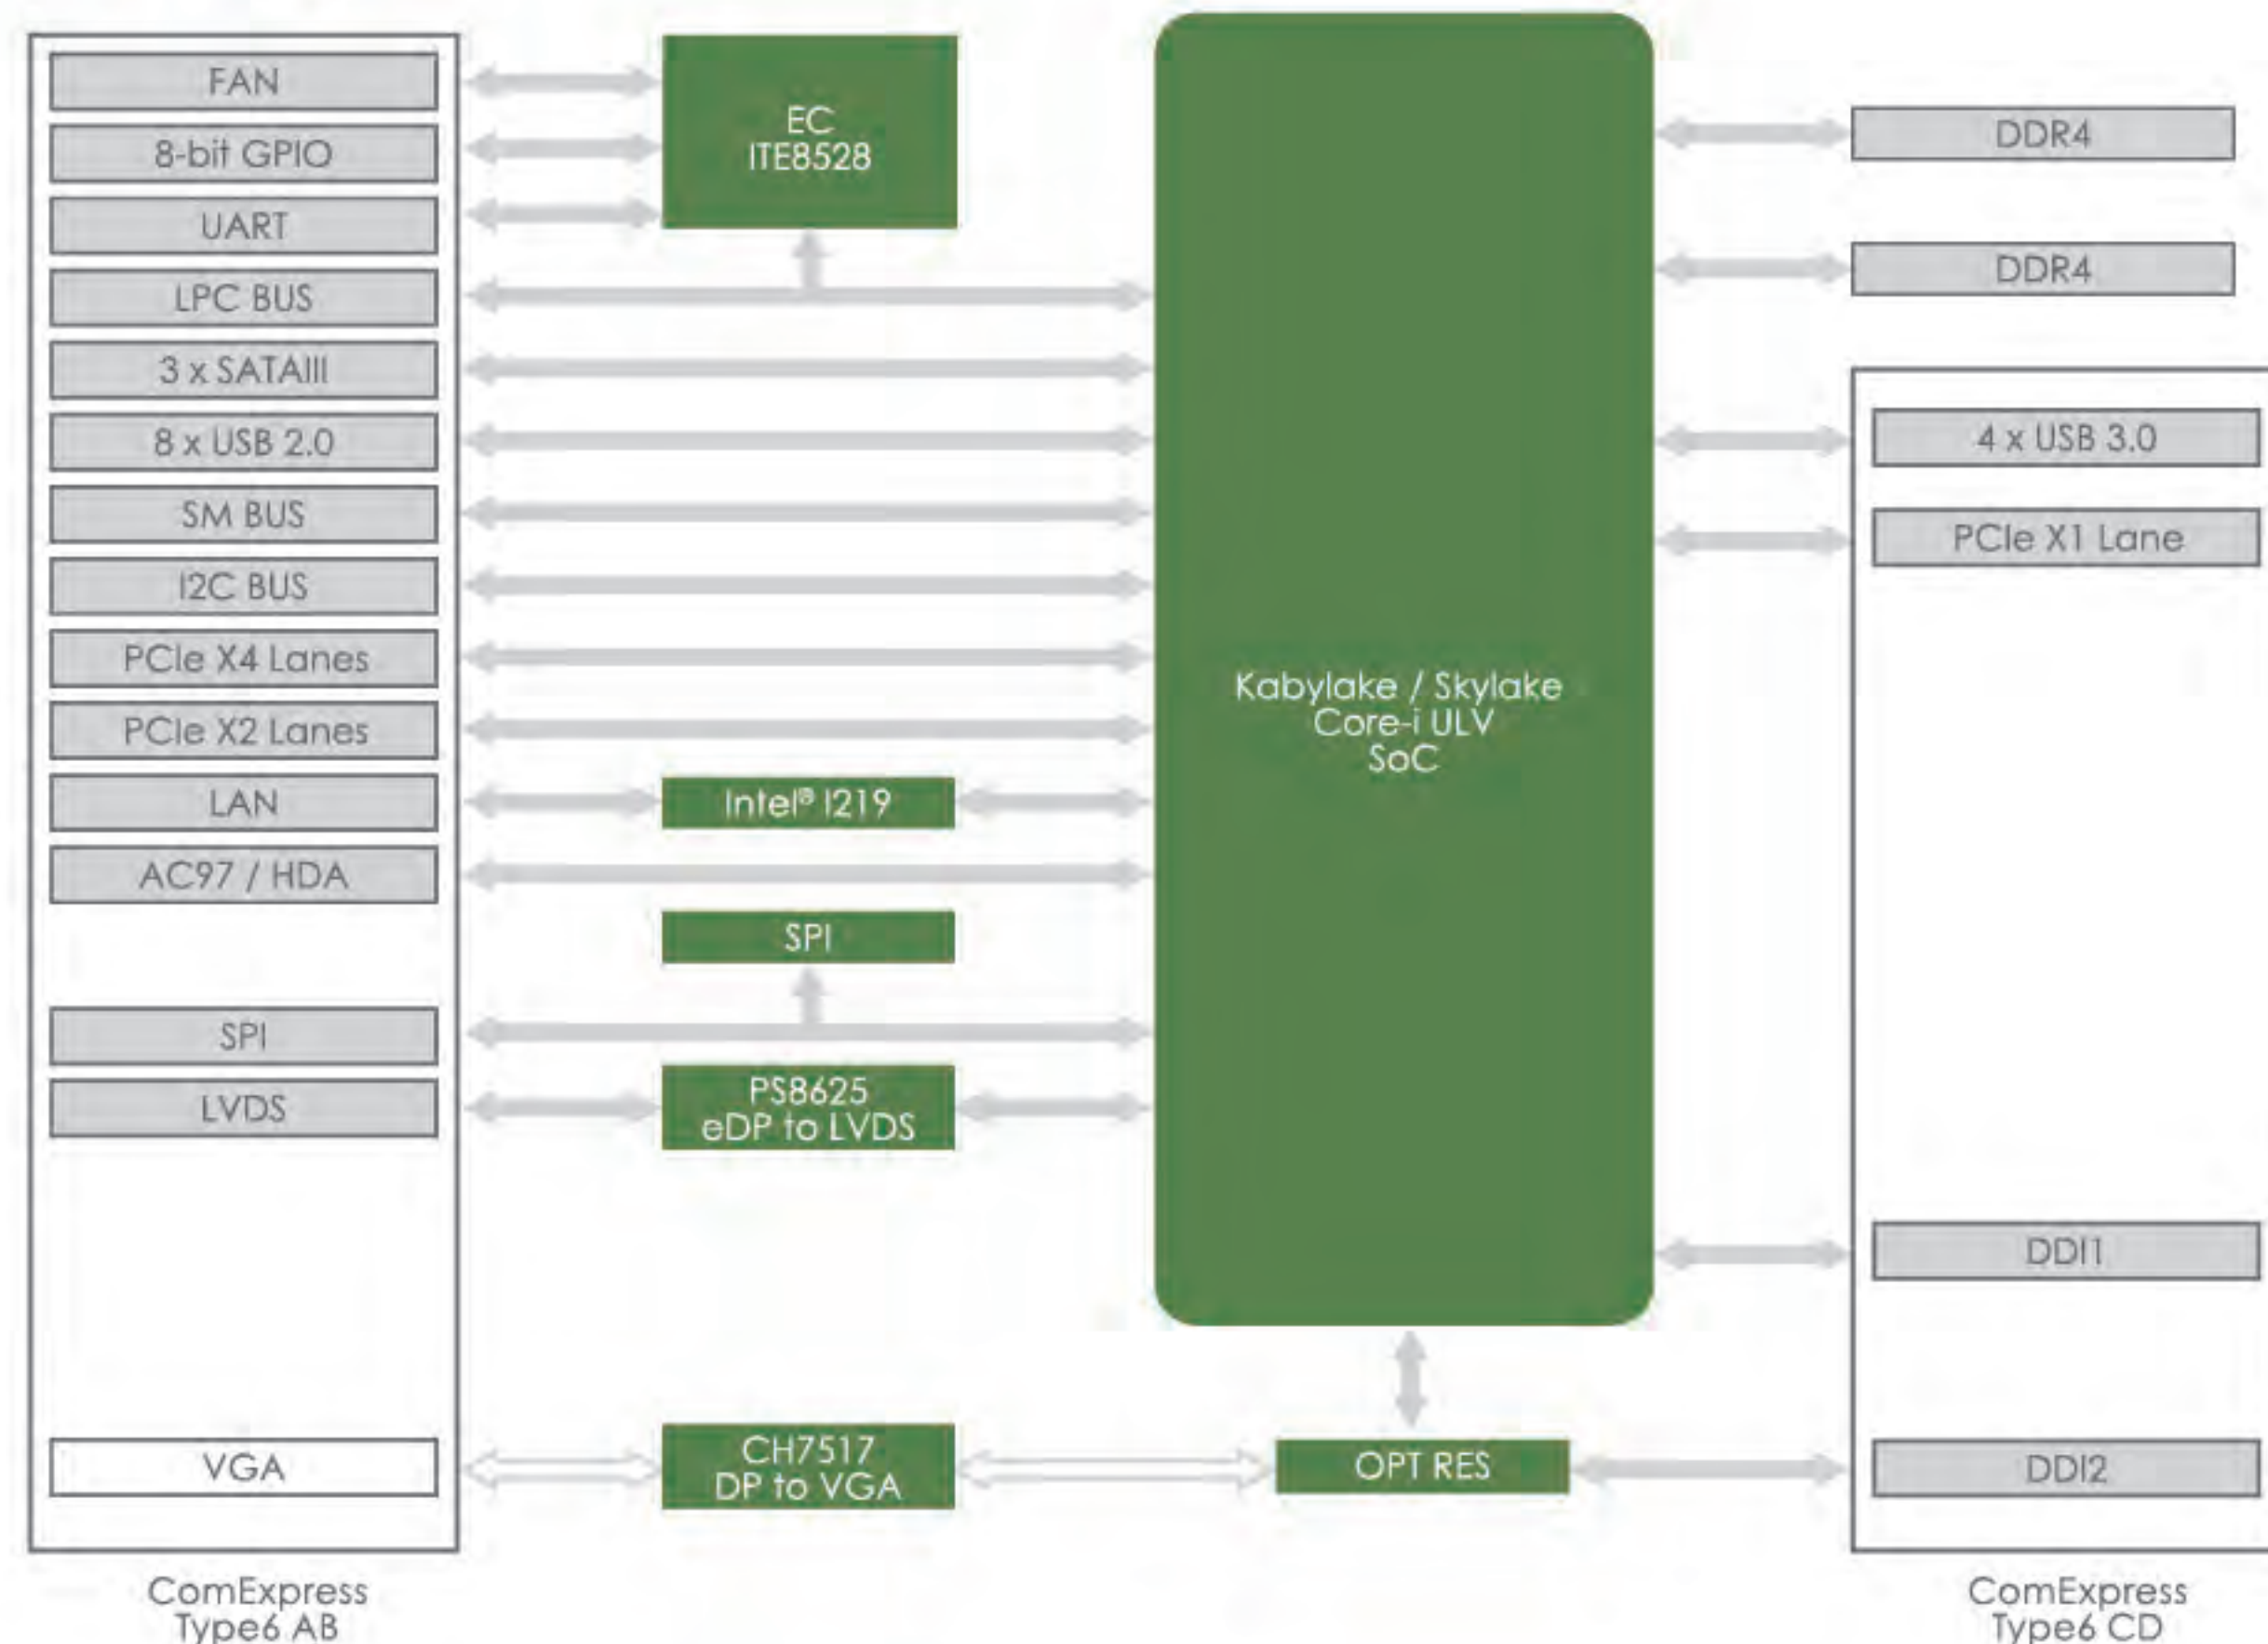 FAN
8-bit GPIO
UART
LPC BUS
3 x SATAIII
8 x USB 2.0
SM BUS
I2C BUS
PCIe X4 Lanes
PCIe X2 Lanes
LAN
AC97 / HDA
SPI
LVDS
VGA
ComExpress
Type6 AB
EC
ITE8528
Intel® I219
SPI
PS8625
eDP to LVDS
CH7517
DP to VGA
Kabylake / Skylake
Core-i ULV
SoC
OPT RES
DDR4
DDR4
4 x USB 3.0
PCIe X1 Lane
DDI1
DDI2
ComExpress
Type6 CD